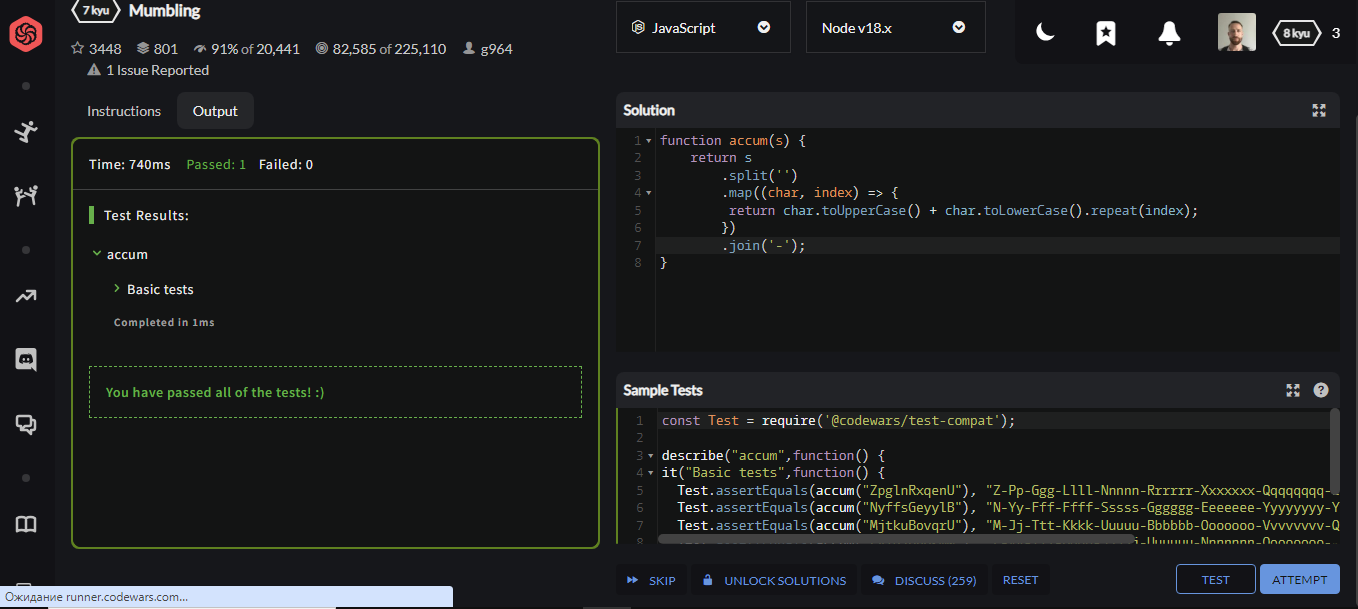 7 kyu Mumbling
3448 801 91% of 20,441 82,585 of 225,110 g964
1 Issue Reported
Instructions Output
Time: 740ms Passed: 1 Failed: 0
Test Results:
accum
Basic tests
Completed in 1ms
You have passed all of the tests! :)
Ожидание runner.codewars.com...
JavaScript Node v18.x 8 kyu 3
Solution
1 function accum(s) {
2 return s
3 .split('')
4 .map((char, index) => {
5 return char.toUpperCase() + char.toLowerCase().repeat(index);
6 })
7 .join('-');
8 }
Sample Tests
1 const Test = require('@codewars/test-compat');
2
3 describe("accum",function() {
4 it("Basic tests",function() {
5 Test.assertEquals(accum("ZpglnRxqenU"), "Z-Pp-Ggg-Llll-Nnnnn-Rrrrrr-Xxxxxxx-Qqqqqqqq-
6 Test.assertEquals(accum("NyffsGeyylB"), "N-Yy-Fff-Ffff-Sssss-Gggggg-Eeeeeee-Yyyyyyyy-Y
7 Test.assertEquals(accum("MjtkuBovqrU"), "M-Jj-Ttt-Kkkk-Uuuuu-Bbbbbb-Ooooooo-Vvvvvvvv-Q
8
SKIP UNLOCK SOLUTIONS DISCUSS (259) RESET TEST ATTEMPT